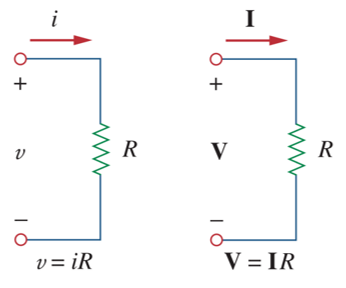 i I
+ +
v R V R
− −
v = iR V = IR